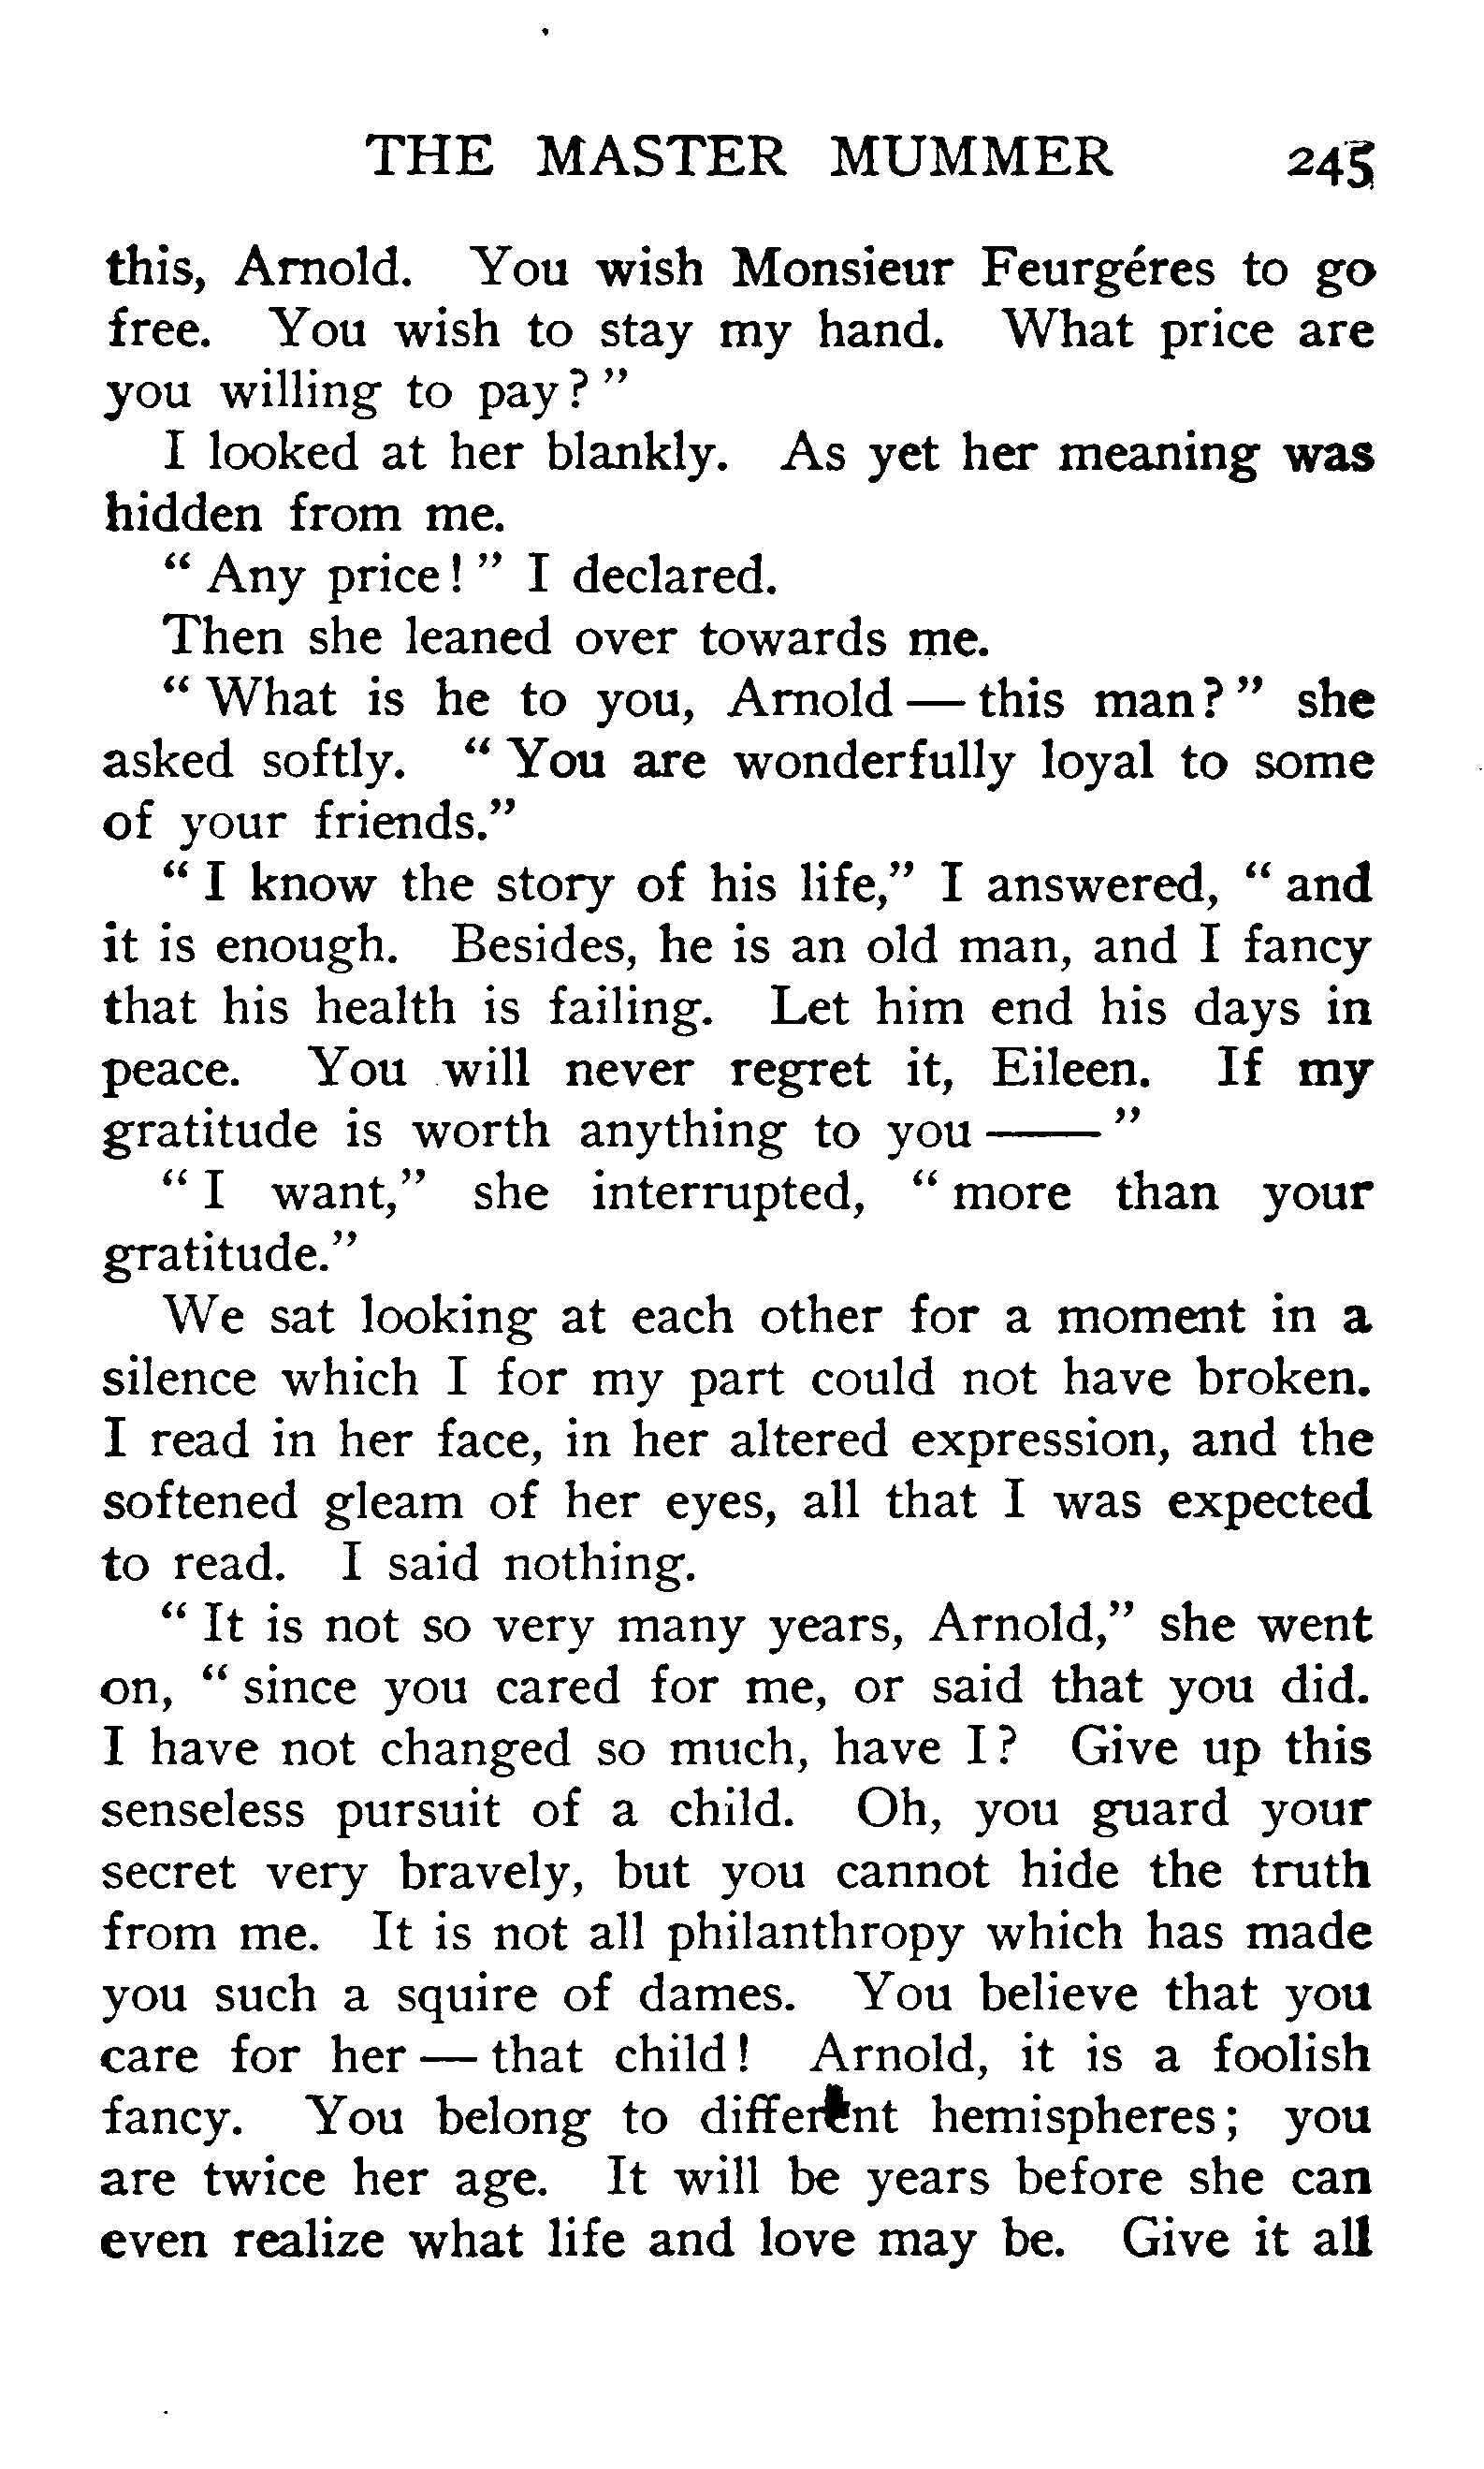 THE MASTER MUMMER 245
this, Arnold. You wish Monsieur Feurgéres to go
free. You wish to stay my hand. What price are
you willing to pay?"
I looked at her blankly. As yet her meaning was
hidden from me.
"Any price!" I declared.
Then she leaned over towards me.
"What is he to you, Arnold — this man?" she
asked softly. "You are wonderfully loyal to some
of your friends."
"I know the story of his life," I answered, "and
it is enough. Besides, he is an old man, and I fancy
that his health is failing. Let him end his days in
peace. You will never regret it, Eileen. If my
gratitude is worth anything to you ——"
"I want," she interrupted, "more than your
gratitude."
We sat looking at each other for a moment in a
silence which I for my part could not have broken.
I read in her face, in her altered expression, and the
softened gleam of her eyes, all that I was expected
to read. I said nothing.
"It is not so very many years, Arnold," she went
on, "since you cared for me, or said that you did.
I have not changed so much, have I? Give up this
senseless pursuit of a child. Oh, you guard your
secret very bravely, but you cannot hide the truth
from me. It is not all philanthropy which has made
you such a squire of dames. You believe that you
care for her — that child! Arnold, it is a foolish
fancy. You belong to different hemispheres; you
are twice her age. It will be years before she can
even realize what life and love may be. Give it all